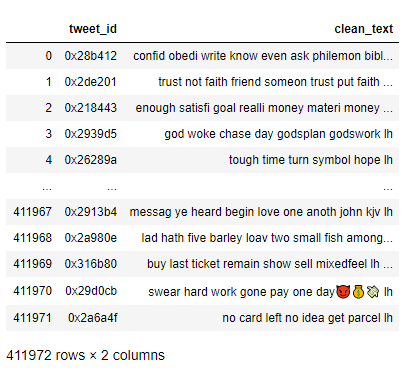 tweet_id clean_text
0 0x28b412 confid obedi write know even ask philemon bibl...
1 0x2de201 trust not faith friend someon trust put faith ...
2 0x218443 enough satisfi goal realli money materi money ...
3 0x2939d5 god woke chase day godsplan godswork lh
4 0x26289a tough time turn symbol hope lh
... ... ...
411967 0x2913b4 messag ye heard begin love one anoth john kjv lh
411968 0x2a980e lad hath five barley loav two small fish among...
411969 0x316b80 buy last ticket remain show sell mixedfeel lh ...
411970 0x29d0cb swear hard work gone pay one day😈💰💸 lh
411971 0x2a6a4f no card left no idea get parcel lh
411972 rows × 2 columns